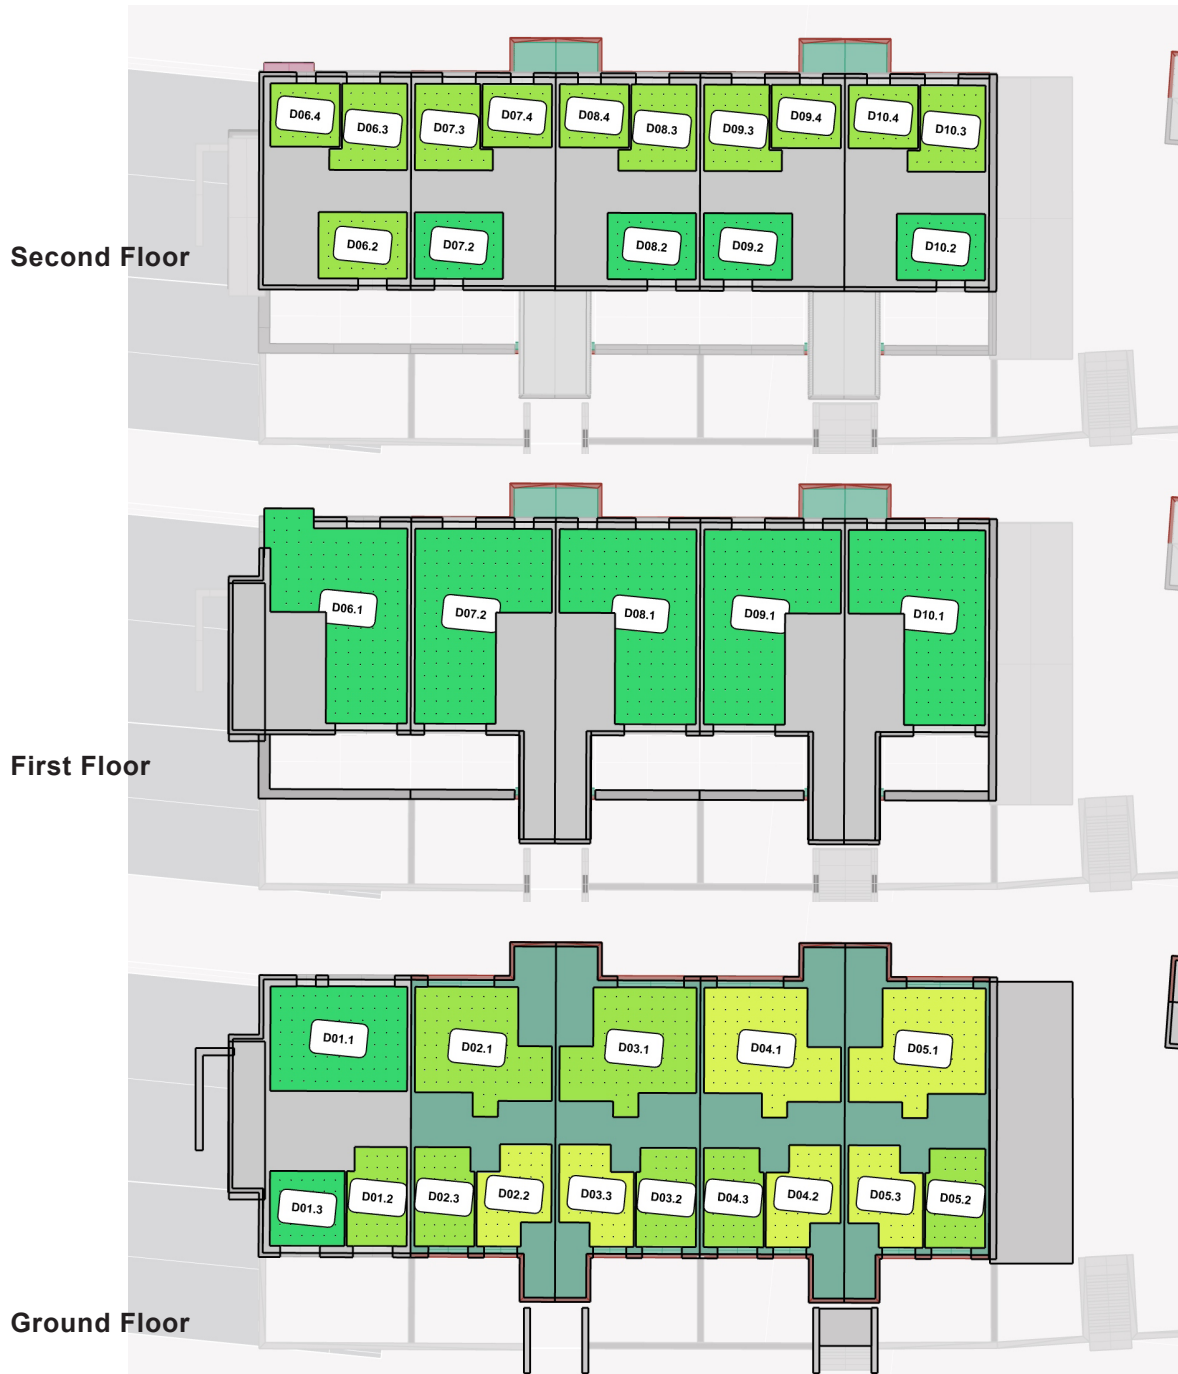 D06.4
D06.3
D07.3
D07.4
D08.4
D08.3
D09.3
D09.4
D10.4
D10.3
D06.2
D07.2
D08.2
D09.2
D10.2
Second Floor
D06.1
D07.2
D08.1
D09.1
D10.1
First Floor
D01.1
D02.1
D03.1
D04.1
D05.1
D01.3
D01.2
D02.3
D02.2
D03.3
D03.2
D04.3
D04.2
D05.3
D05.2
Ground Floor